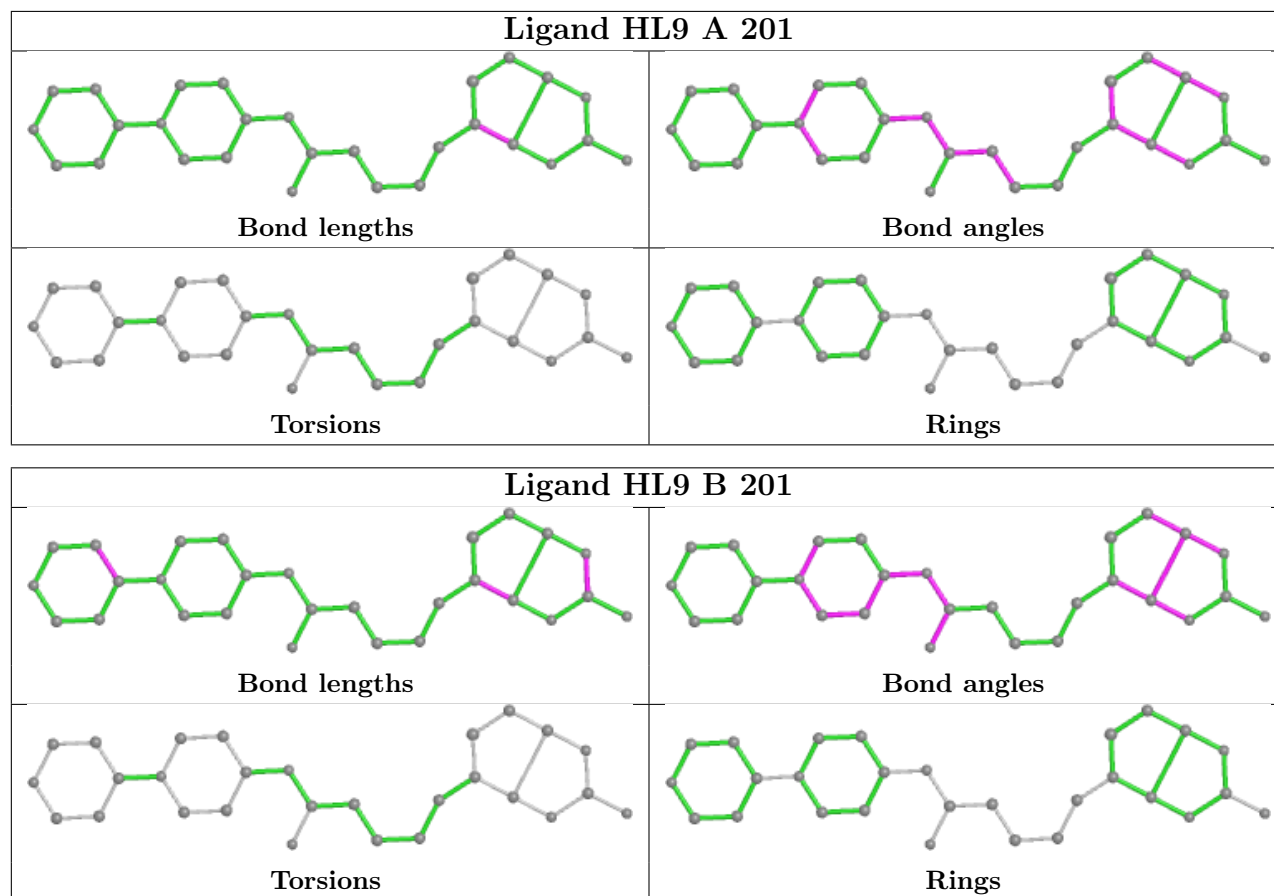 Ligand HL9 A 201
Bond lengths
Bond angles
Torsions
Rings
Ligand HL9 B 201
Bond lengths
Bond angles
Torsions
Rings